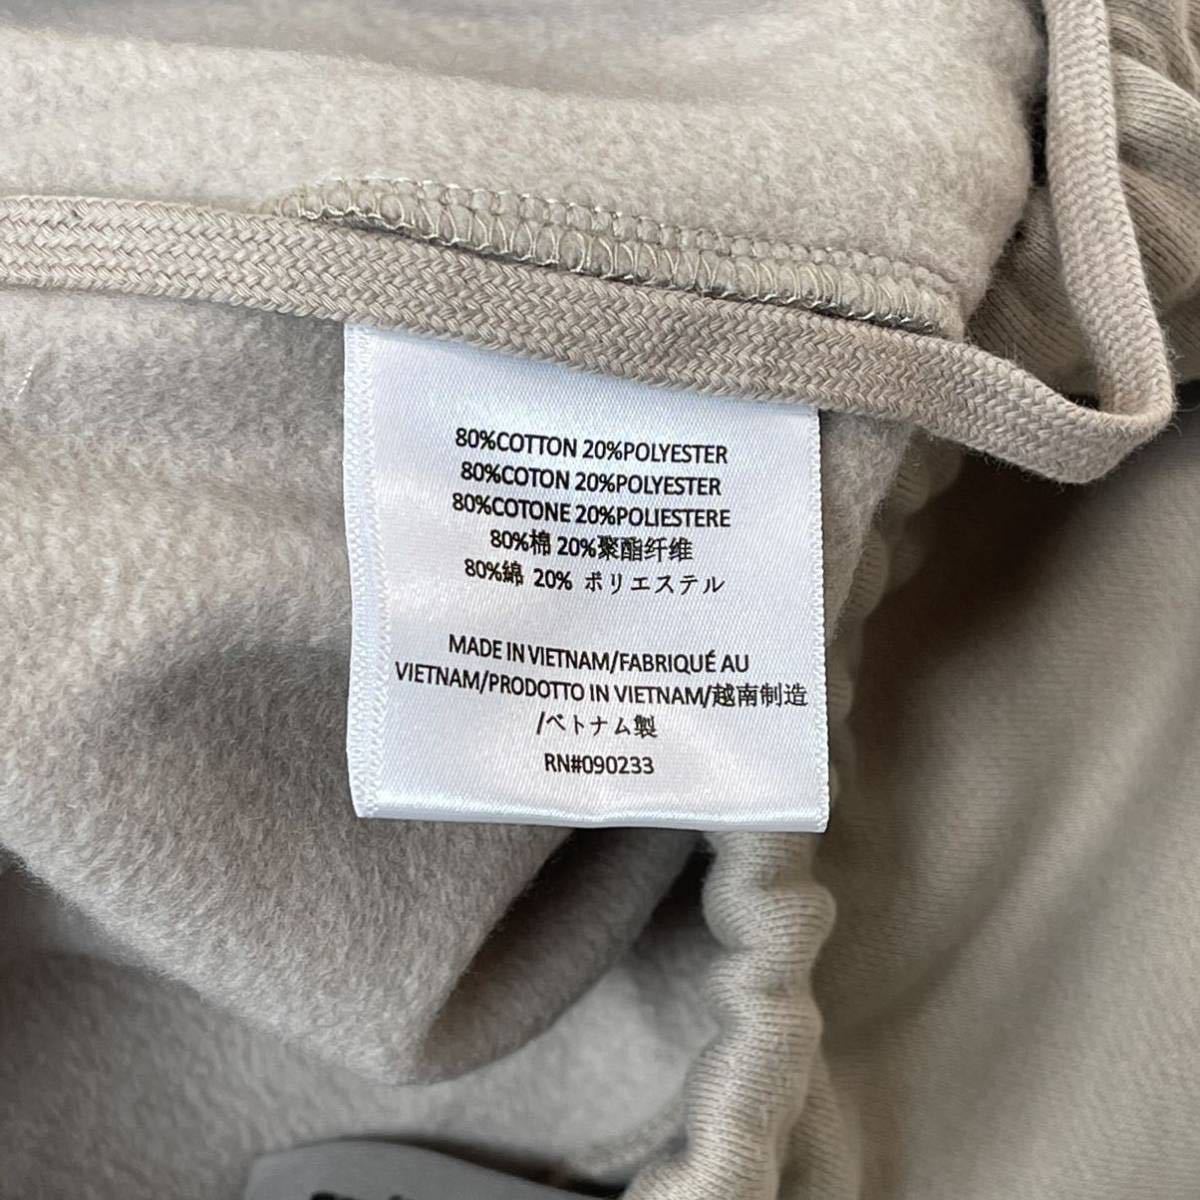 80%COTTON 20%POLYESTER
80%COTON 20%POLYESTER
80%COTONE 20%POLIESTERE
80%棉 20%聚酯纤维
80%綿 20% ポリエステル
MADE IN VIETNAM/FABRIQUÉ AU
VIETNAM/PRODOTTO IN VIETNAM/越南制造
/ベトナム製
RN#090233